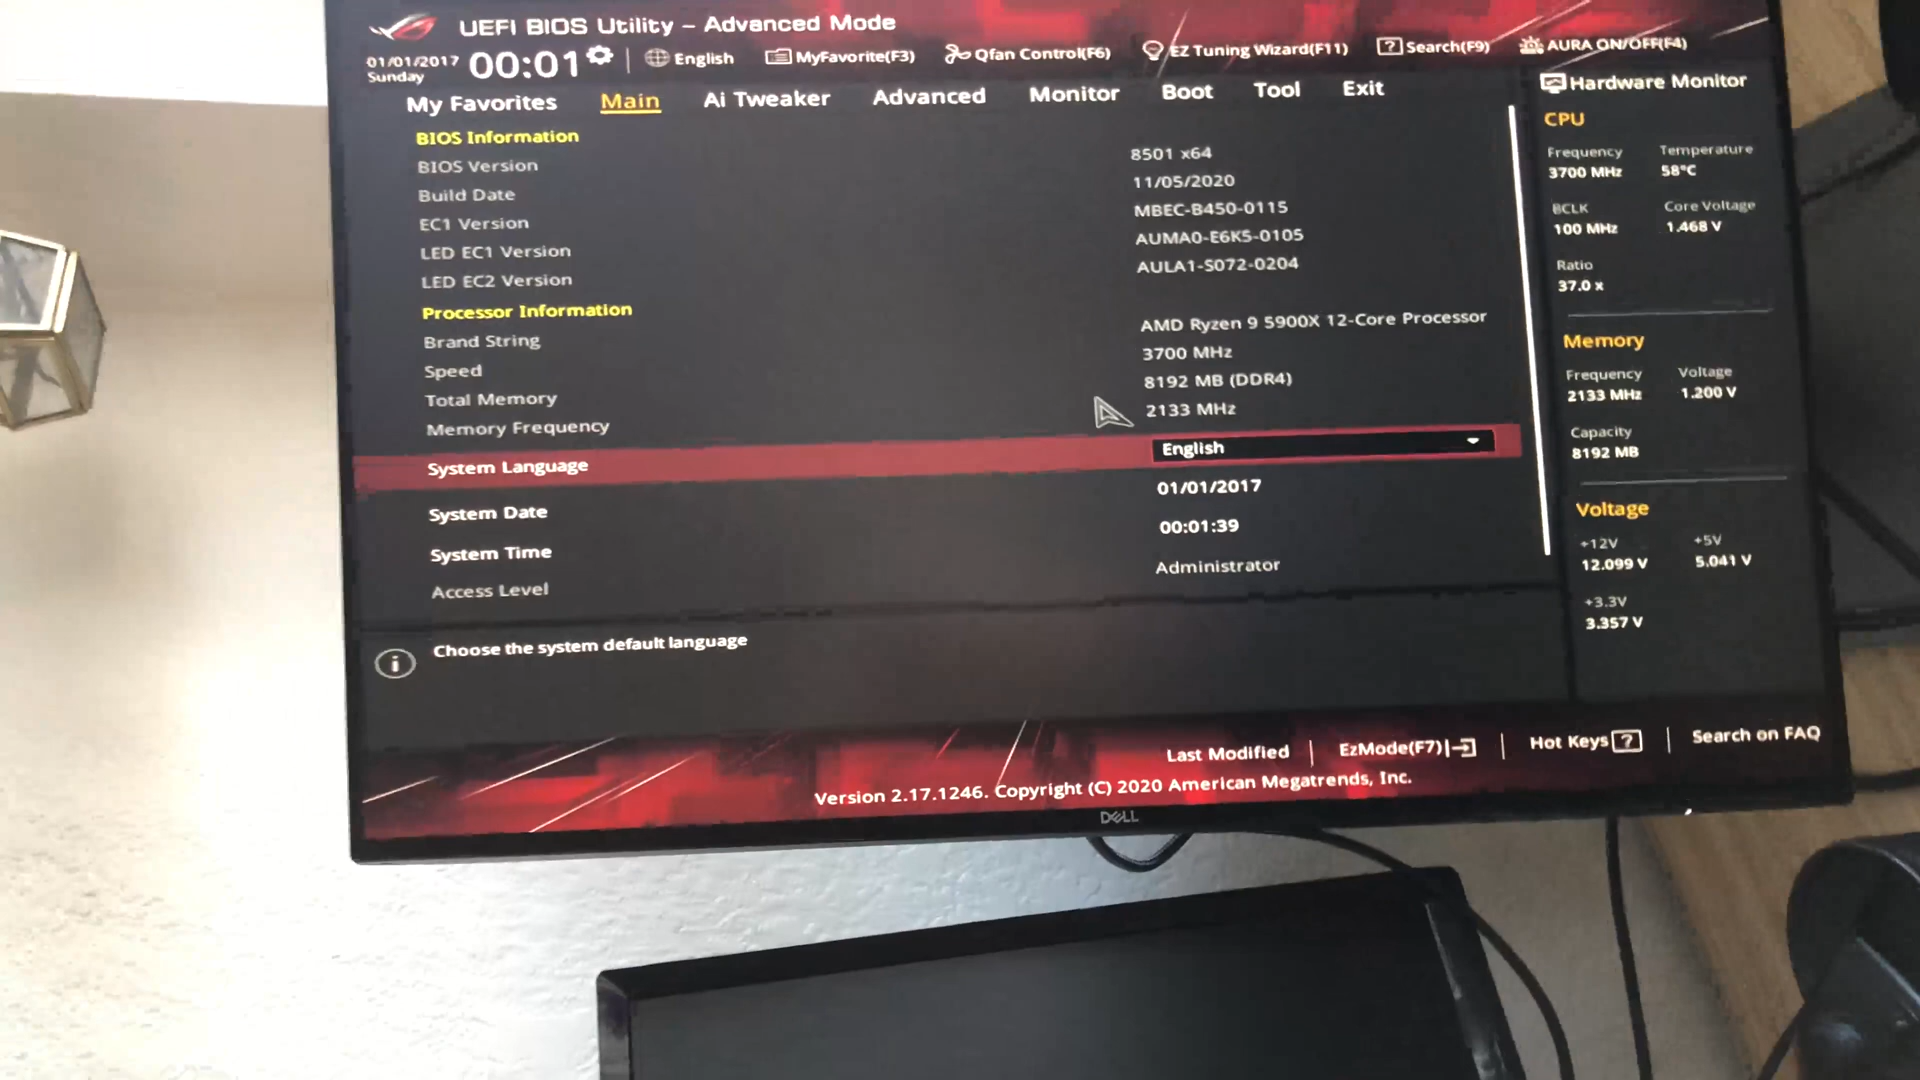 UEFI BIOS Utility – Advanced Mode
01/01/2017
Sunday
00:01
English
MyFavorite(F3)
Qfan Control(F6)
EZ Tuning Wizard(F11)
Search(F9)
AURA ON/OFF(F4)
My Favorites
Main
Ai Tweaker
Advanced
Monitor
Boot
Tool
Exit
BIOS Information
BIOS Version 8501 x64
Build Date 11/05/2020
EC1 Version MBEC-B450-0115
LED EC1 Version AUMA0-E6K5-0105
LED EC2 Version AULA1-S072-0204
Processor Information
Brand String AMD Ryzen 9 5900X 12-Core Processor
Speed 3700 MHz
Total Memory 8192 MB (DDR4)
Memory Frequency 2133 MHz
System Language English
System Date 01/01/2017
System Time 00:01:39
Access Level Administrator
i
Choose the system default language
Hardware Monitor
CPU
Frequency Temperature
3700 MHz 58°C
BCLK Core Voltage
100 MHz 1.468 V
Ratio
37.0 x
Memory
Frequency Voltage
2133 MHz 1.200 V
Capacity
8192 MB
Voltage
+12V +5V
12.099 V 5.041 V
+3.3V
3.357 V
Last Modified
EzMode(F7)
Hot Keys ?
Search on FAQ
Version 2.17.1246. Copyright (C) 2020 American Megatrends, Inc.
DELL